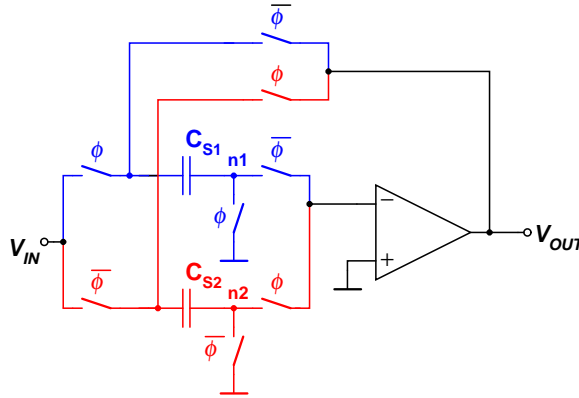 ϕ̅
ϕ
ϕ C_S1 n1 ϕ̅
ϕ −
V_IN V_OUT
+
ϕ̅ C_S2 n2 ϕ
ϕ̅